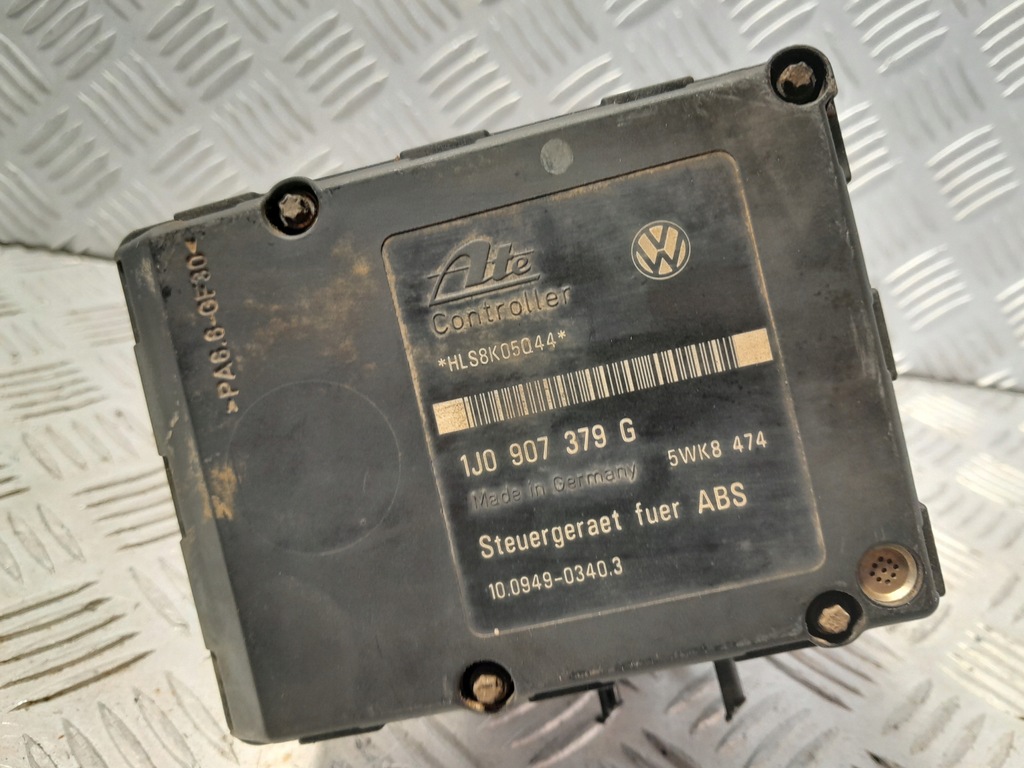 >PA6.6-GF30<
Ate
Controller
*HLS8K05Q44*
1J0 907 379 G
Made in Germany
5WK8 474
Steuergeraet fuer ABS
10.0949-0340.3